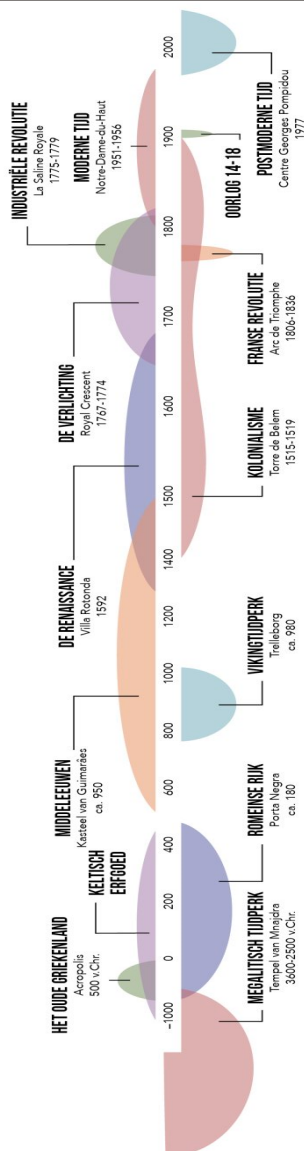 HET OUDE GRIEKENLAND
Acropolis
500 v.Chr.
KELTISCH
ERFGOED
MIDDELEEUWEN
Kasteel van Guimarães
ca. 950
DE RENAISSANCE
Villa Rotonda
1592
DE VERLICHTING
Royal Crescent
1767-1774
INDUSTRIËLE REVOLUTIE
La Saline Royale
1775-1779
MODERNE TIJD
Notre-Dame-du-Haut
1951-1956
-1000 0 200 400 600 800 1000 1200 1400 1500 1600 1700 1800 1900 2000
MEGALITISCH TIJDPERK
Tempel van Mnajdra
3600-2500 v.Chr.
ROMEINSE RIJK
Porta Negra
ca. 180
VIKINGTIJDPERK
Trelleborg
ca. 980
KOLONIALISME
Torre de Belem
1515-1519
FRANSE REVOLUTIE
Arc de Triomphe
1806-1836
OORLOG 14-18
POSTMODERNE TIJD
Centre Georges Pompidou
1977